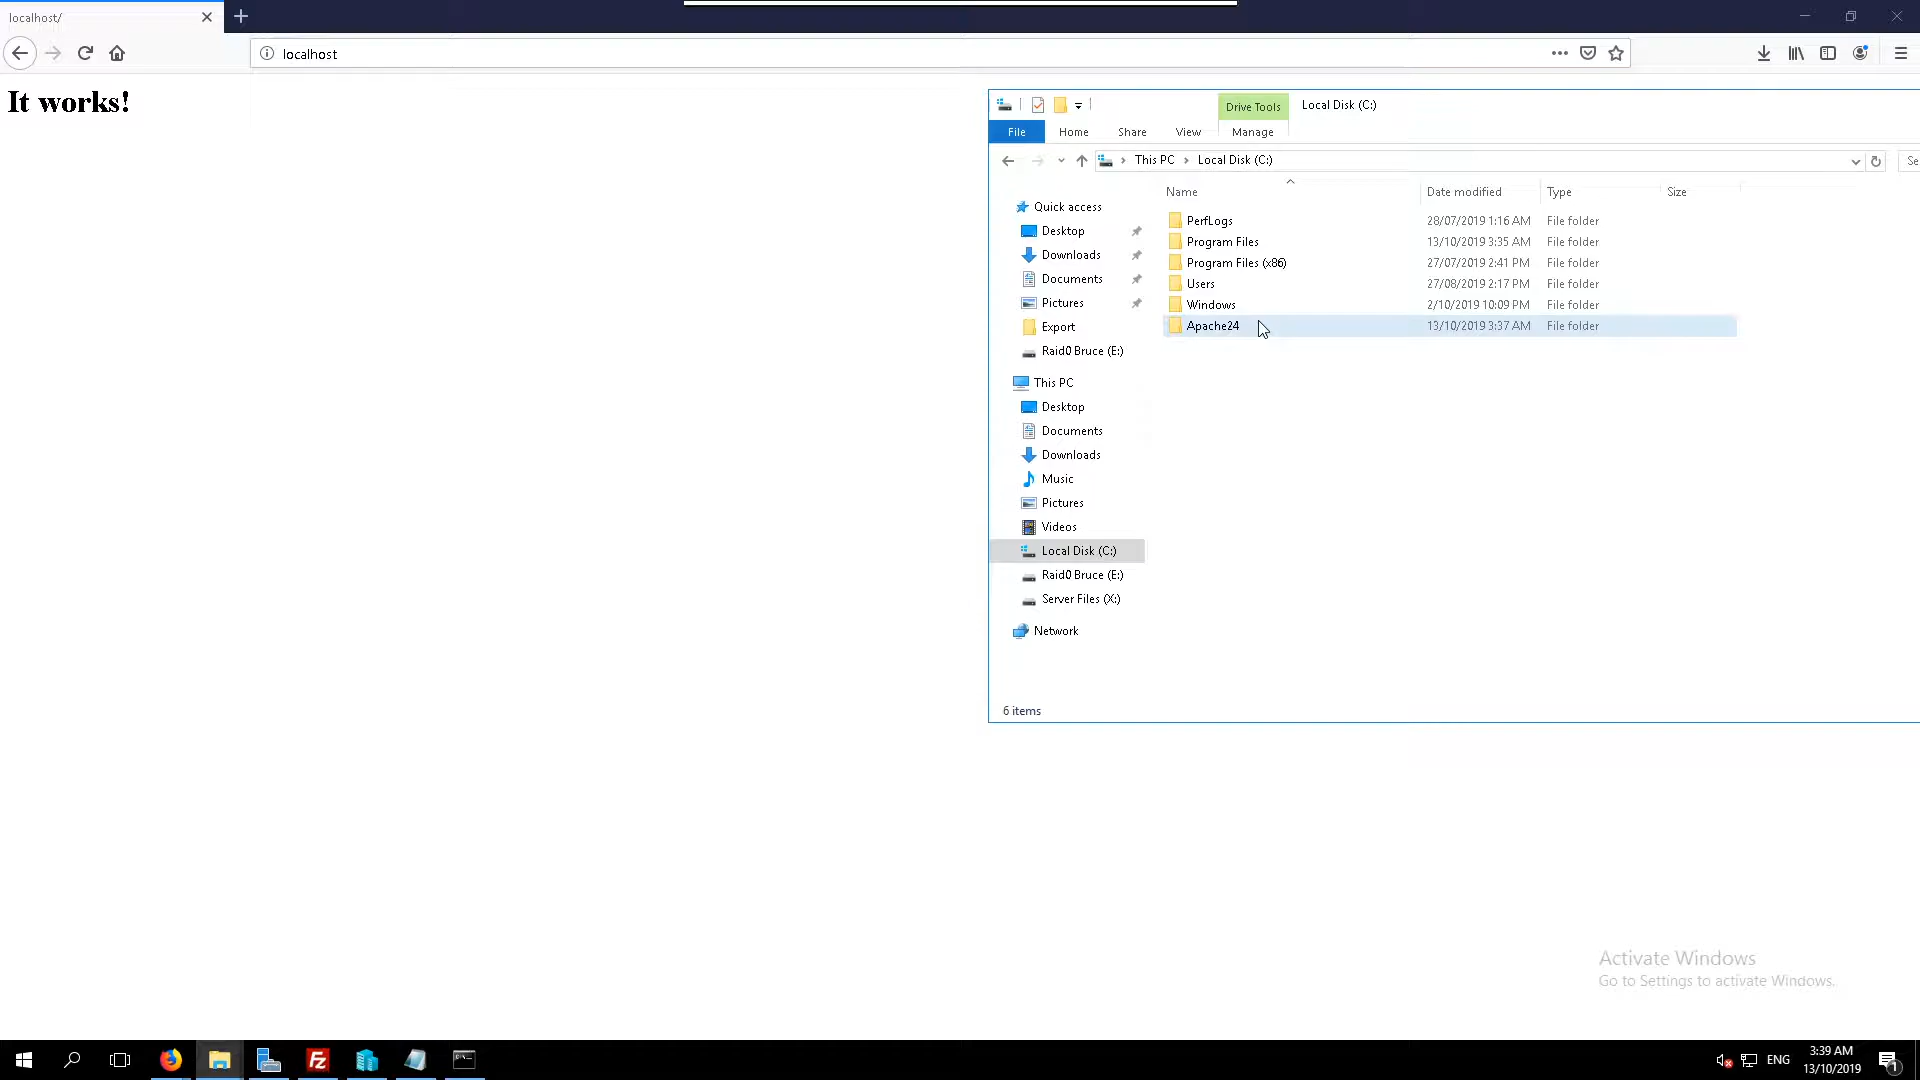 localhost/
localhost
It works!
Drive Tools
Local Disk (C:)
File
Home
Share
View
Manage
This PC
Local Disk (C:)
Se
Name
Date modified
Type
Size
Quick access
Desktop
Downloads
Documents
Pictures
Export
Raid0 Bruce (E:)
This PC
Desktop
Documents
Downloads
Music
Pictures
Videos
Local Disk (C:)
Raid0 Bruce (E:)
Server Files (X:)
Network
PerfLogs 28/07/2019 1:16 AM File folder
Program Files 13/10/2019 3:35 AM File folder
Program Files (x86) 27/07/2019 2:41 PM File folder
Users 27/08/2019 2:17 PM File folder
Windows 2/10/2019 10:09 PM File folder
Apache24 13/10/2019 3:37 AM File folder
6 items
Activate Windows
Go to Settings to activate Windows.
Fz
ENG
3:39 AM
13/10/2019
1